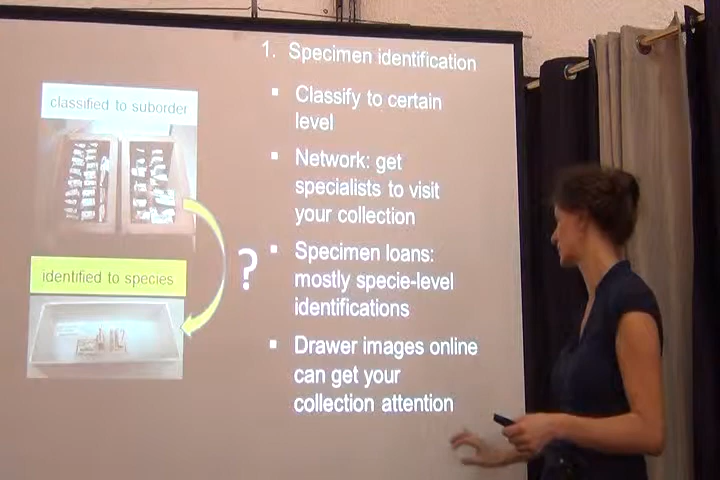 1. Specimen identification
classified to suborder
▪ Classify to certain
level
▪ Network: get
specialists to visit
your collection
?
▪ Specimen loans:
mostly specie-level
identifications
identified to species
▪ Drawer images online
can get your
collection attention